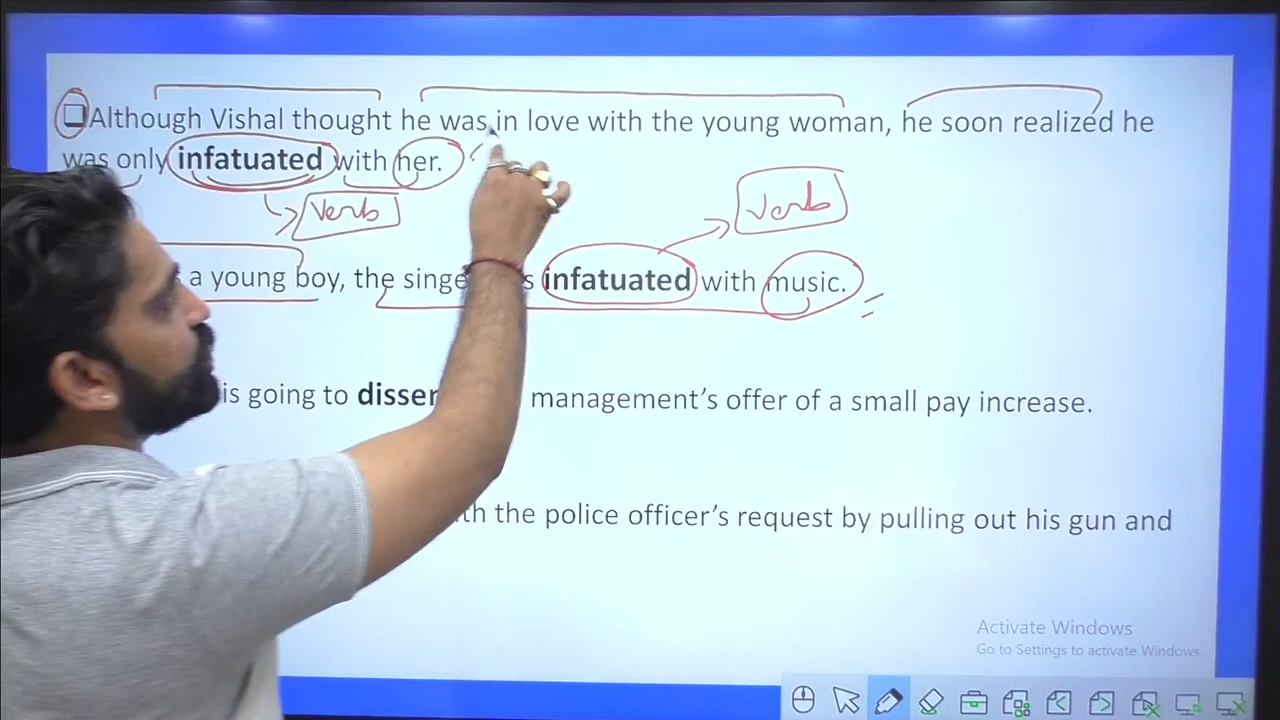 Although Vishal thought he was in love with the young woman, he soon realized he
was only infatuated with her.
Verb
Verb
a young boy, the singe s infatuated with music.
is going to disser management's offer of a small pay increase.
the police officer's request by pulling out his gun and
Activate Windows
Go to Settings to activate Windows.